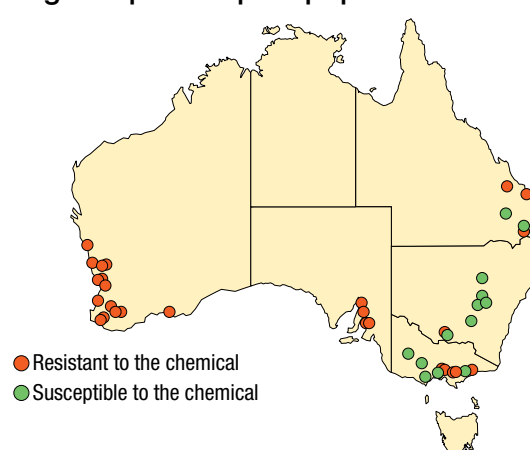 Resistant to the chemical
Susceptible to the chemical